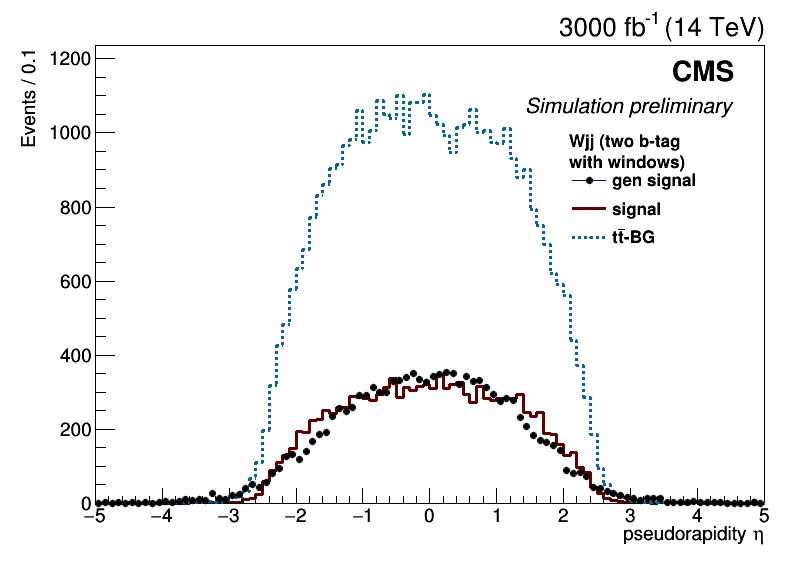 3000 fb⁻¹ (14 TeV)
Events / 0.1
1200
1000
800
600
400
200
0
CMS
Simulation preliminary
Wjj (two b-tag
with windows)
gen signal
signal
tt̄-BG
−5 −4 −3 −2 −1 0 1 2 3 4 5
pseudorapidity η